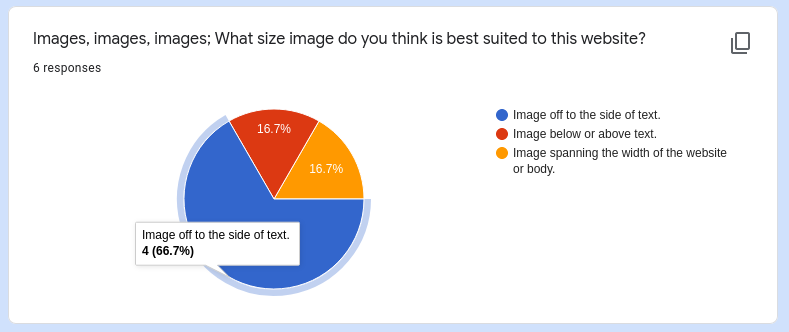 Images, images, images; What size image do you think is best suited to this website?
6 responses
16.7%
16.7%
Image off to the side of text.
4 (66.7%)
Image off to the side of text.
Image below or above text.
Image spanning the width of the website
or body.